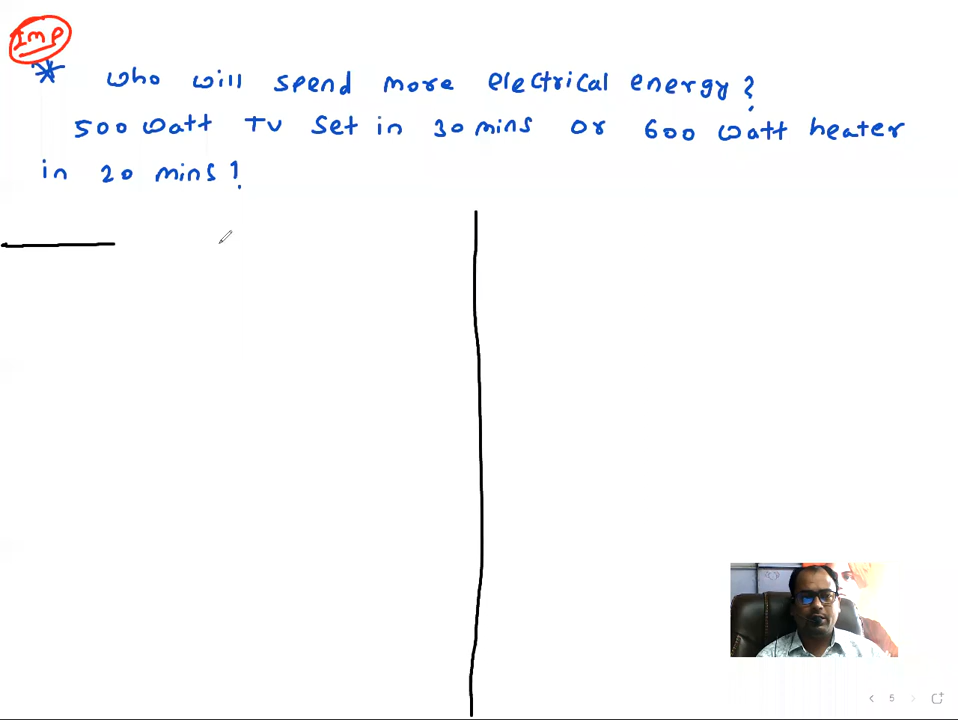 Imp
* who will spend more electrical energy?
500 watt TV Set in 30 mins or 600 watt heater
in 20 mins?
5